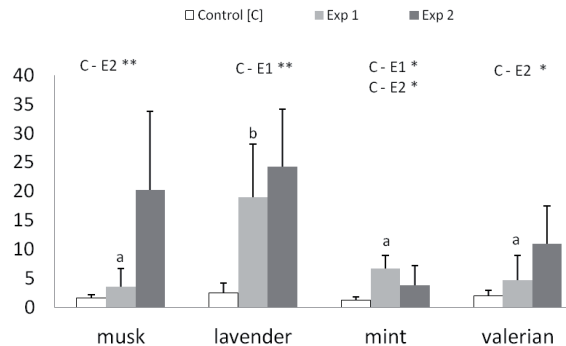 Control [C] Exp 1 Exp 2
C - E2 ** C - E1 ** C - E1 * C - E2 *
C - E2 *
40
35
30
25
20
15
10
5
0
a b a a
musk lavender mint valerian